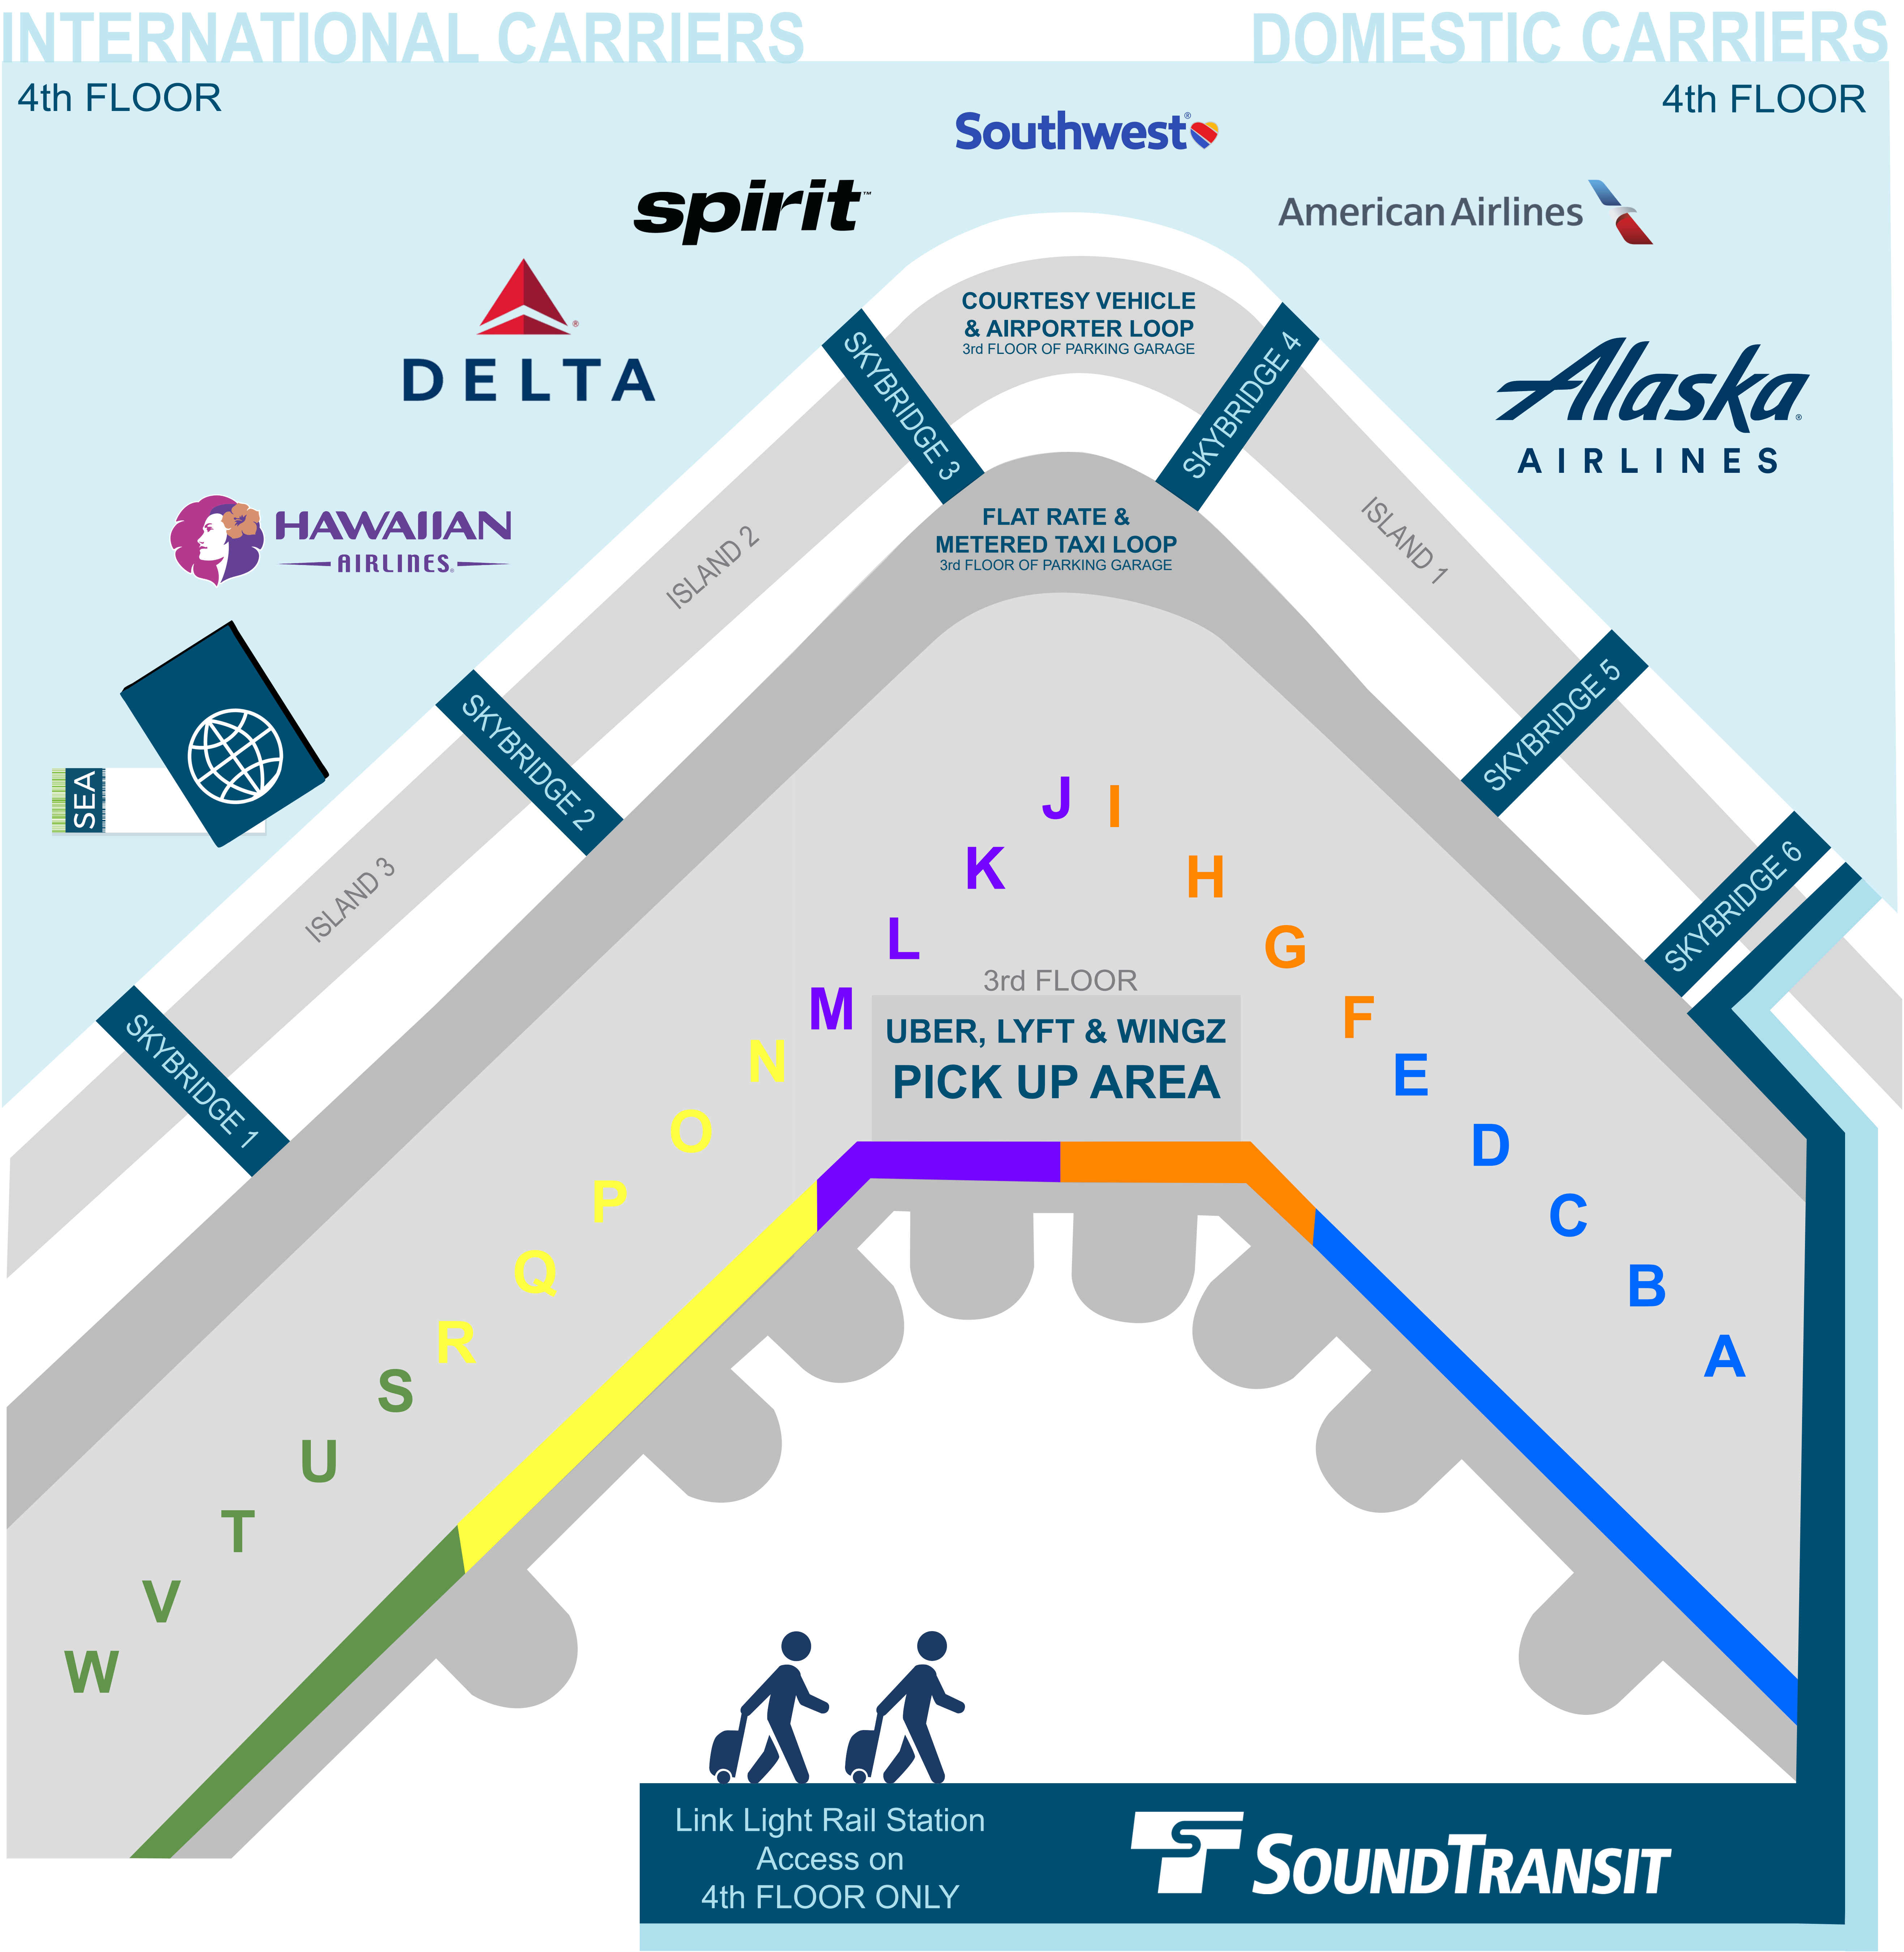 INTERNATIONAL CARRIERS
DOMESTIC CARRIERS
4th FLOOR
4th FLOOR
Southwest®
spirit™
American Airlines
DELTA®
Alaska®
AIRLINES
HAWAIIAN
AIRLINES®
SEA
COURTESY VEHICLE
& AIRPORTER LOOP
3rd FLOOR OF PARKING GARAGE
SKYBRIDGE 3
SKYBRIDGE 4
FLAT RATE &
METERED TAXI LOOP
3rd FLOOR OF PARKING GARAGE
ISLAND 2
ISLAND 1
SKYBRIDGE 2
SKYBRIDGE 5
ISLAND 3
SKYBRIDGE 6
SKYBRIDGE 1
J
I
K
H
L
G
M
F
N
E
O
D
P
C
Q
B
R
A
S
U
T
V
W
3rd FLOOR
UBER, LYFT & WINGZ
PICK UP AREA
Link Light Rail Station
Access on
4th FLOOR ONLY
SOUNDTRANSIT